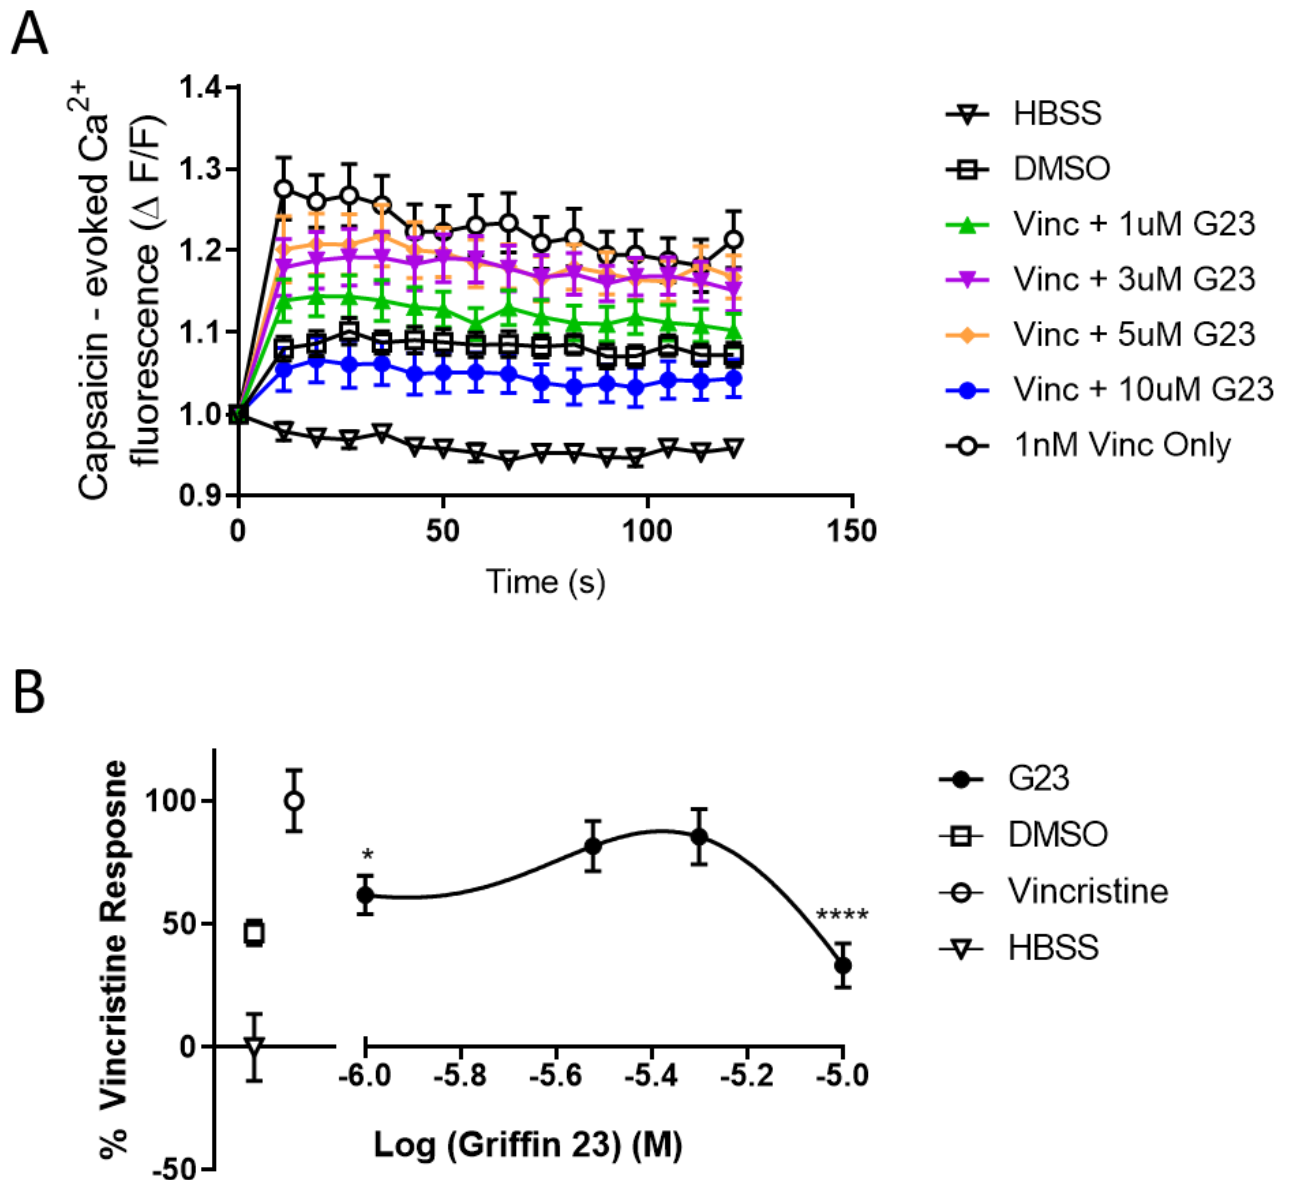 A
Capsaicin - evoked Ca2+
fluorescence (Δ F/F)
1.4
1.3
1.2
1.1
1.0
0.9
0
50
100
150
Time (s)
HBSS
DMSO
Vinc + 1uM G23
Vinc + 3uM G23
Vinc + 5uM G23
Vinc + 10uM G23
1nM Vinc Only
B
% Vincristine Resposne
100
50
0
-50
*
****
-6.0
-5.8
-5.6
-5.4
-5.2
-5.0
Log (Griffin 23) (M)
G23
DMSO
Vincristine
HBSS